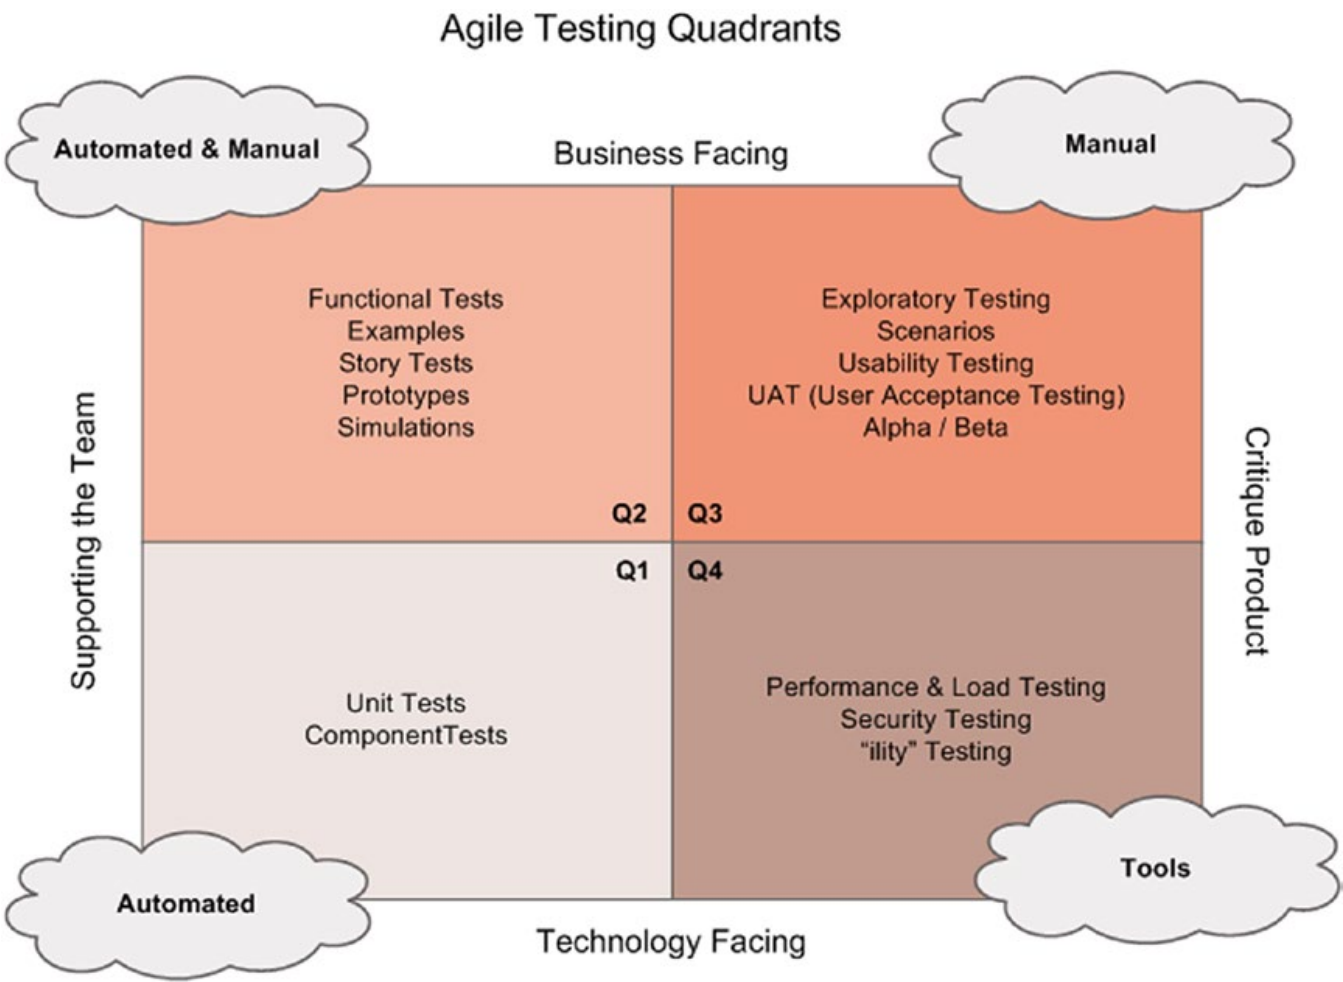 Agile Testing Quadrants
Automated & Manual
Business Facing
Manual
Functional Tests
Examples
Story Tests
Prototypes
Simulations
Q2
Exploratory Testing
Scenarios
Usability Testing
UAT (User Acceptance Testing)
Alpha / Beta
Q3
Supporting the Team
Critique Product
Q1
Unit Tests
ComponentTests
Q4
Performance & Load Testing
Security Testing
“ility” Testing
Automated
Technology Facing
Tools